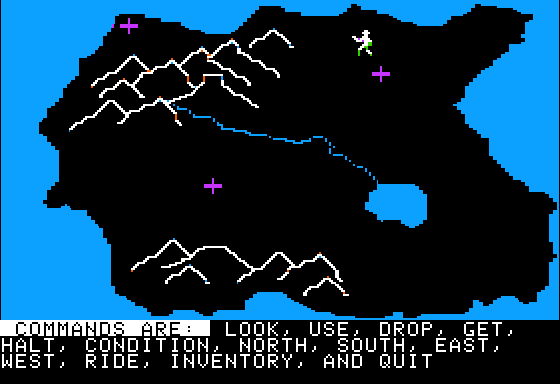 COMMANDS ARE: LOOK, USE, DROP, GET,
HALT, CONDITION, NORTH, SOUTH, EAST,
WEST, RIDE, INVENTORY, AND QUIT